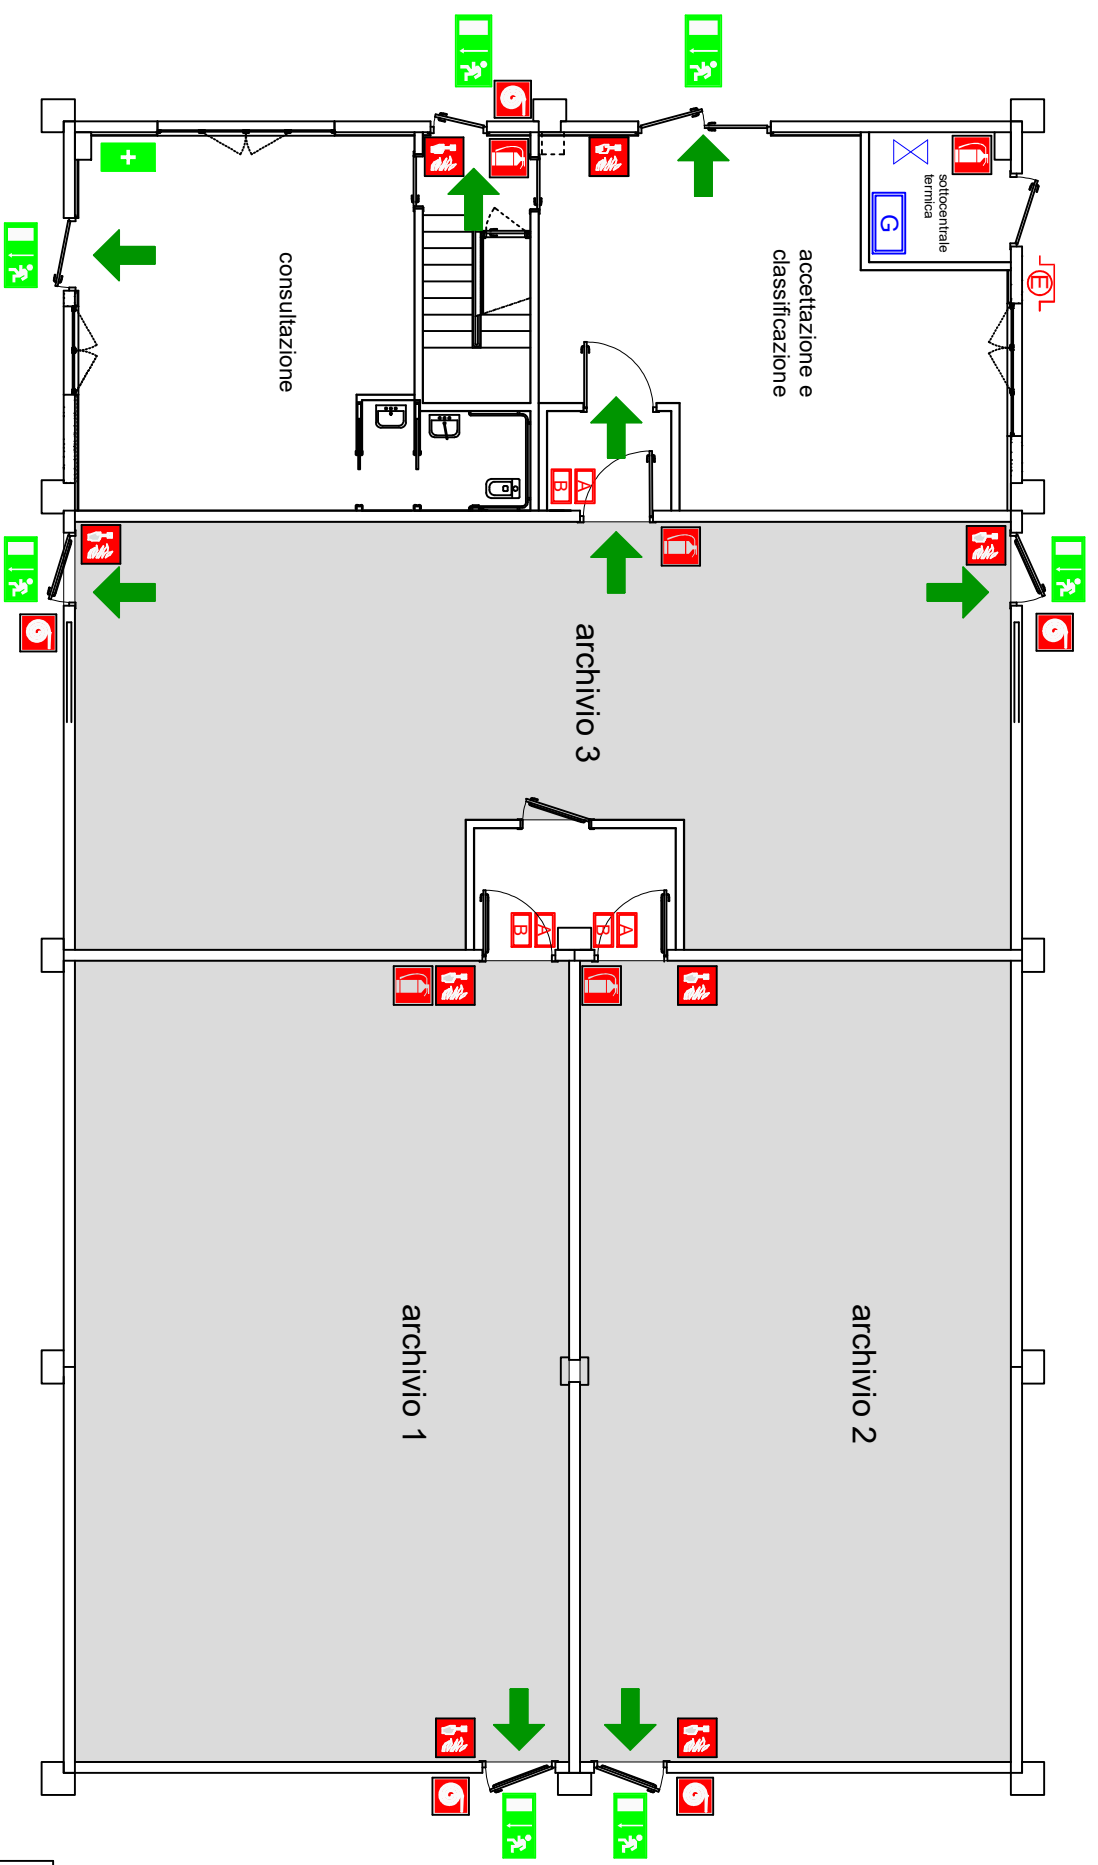 sottocentrale
termica
G
E
accettazione e
classificazione
consultazione
A
B
archivio 3
A
B
A
B
archivio 2
archivio 1